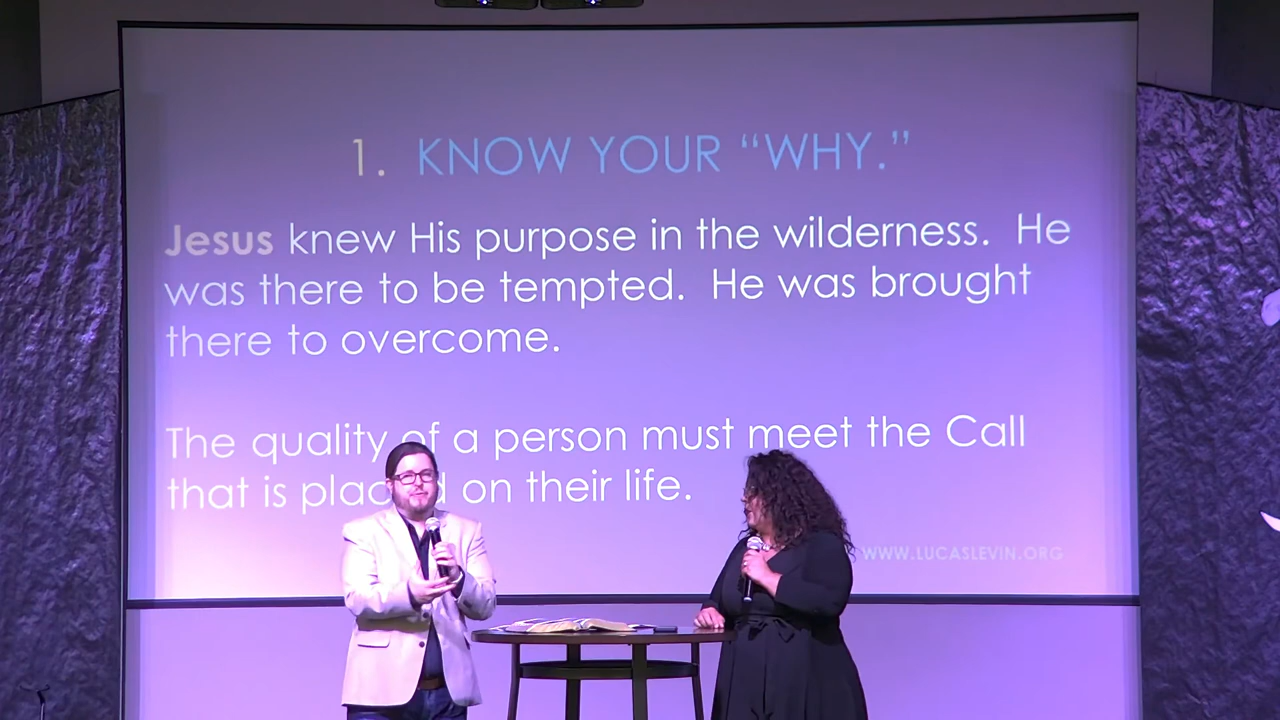 1. KNOW YOUR “WHY.”
Jesus knew His purpose in the wilderness. He
was there to be tempted. He was brought
there to overcome.
The quality of a person must meet the Call
that is placed on their life.
WWW.LUCASLEVIN.ORG